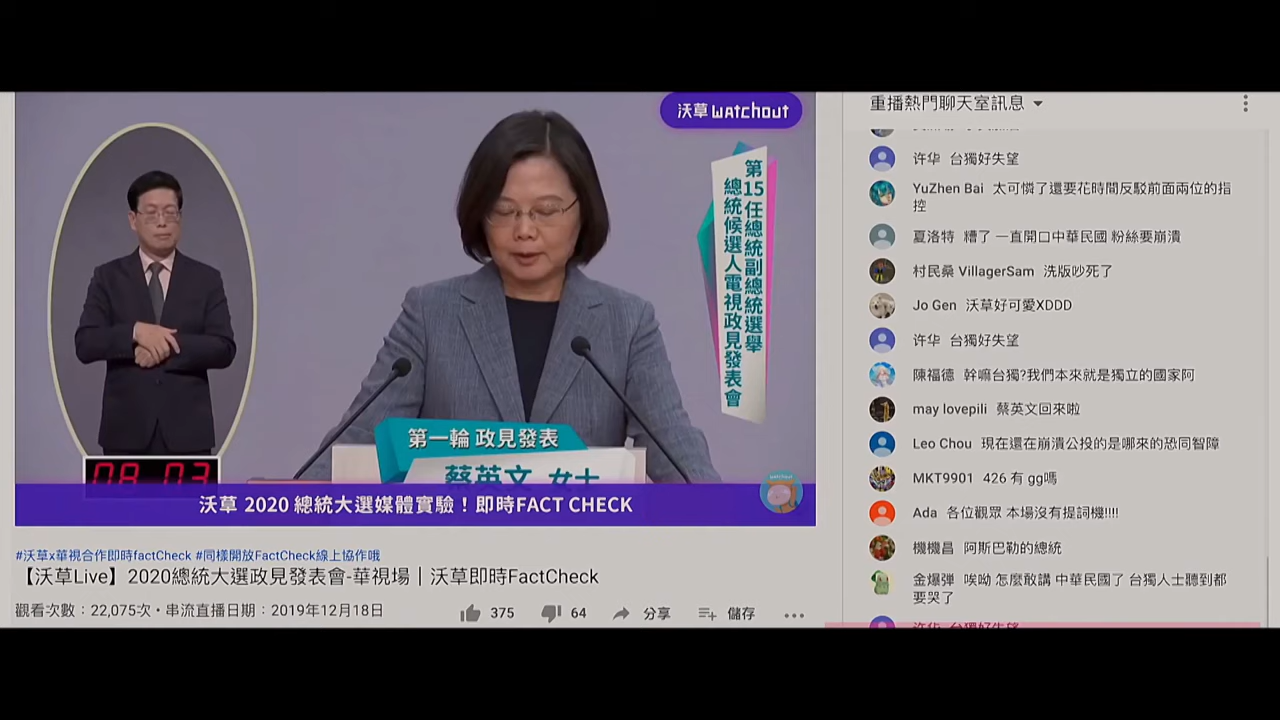 沃草 WATCHOUT
第15任總統副總統選舉
總統候選人電視政見發表會
第一輪 政見發表
蔡英文 女士
08 03
沃草 2020 總統大選媒體實驗！即時FACT CHECK
#沃草x華視合作即時factCheck #同樣開放FactCheck線上協作哦
【沃草Live】2020總統大選政見發表會-華視場｜沃草即時FactCheck
觀看次數：22,075次・串流直播日期：2019年12月18日
375
64
分享
儲存
重播熱門聊天室訊息
许华 台獨好失望
YuZhen Bai 太可憐了還要花時間反駁前面兩位的指
控
夏洛特 糟了 一直開口中華民國 粉絲要崩潰
村民桑 VillagerSam 洗版吵死了
Jo Gen 沃草好可愛XDDD
许华 台獨好失望
陳福德 幹嘛台獨?我們本來就是獨立的國家阿
may lovepili 蔡英文回來啦
Leo Chou 現在還在崩潰公投的是哪來的恐同智障
MKT9901 426 有 gg嗎
Ada 各位觀眾 本場沒有提詞機!!!!
機機昌 阿斯巴勒的總統
金爆弾 唉呦 怎麼敢講 中華民國了 台獨人士聽到都
要哭了
许华 台獨好失望